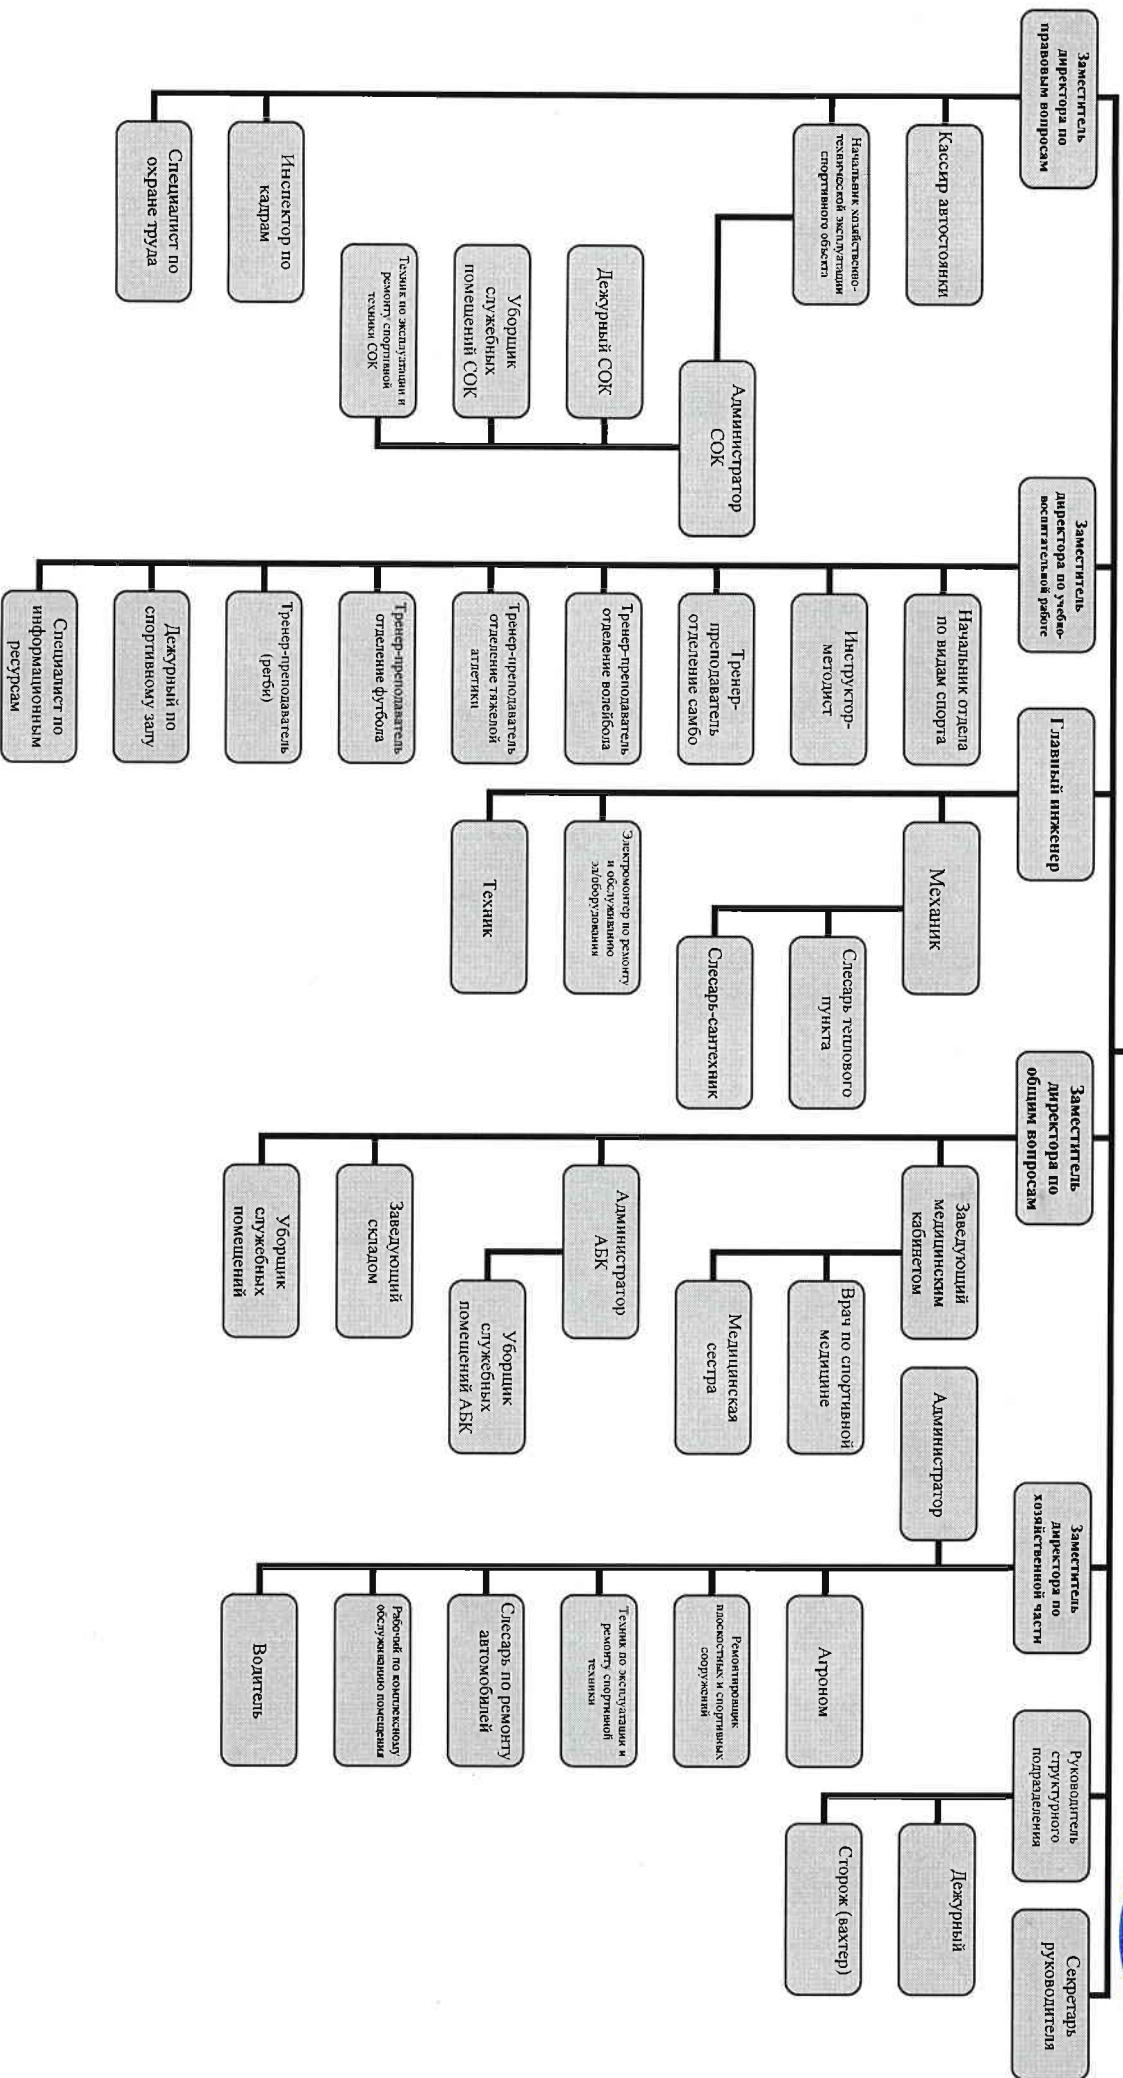 Заместитель
директора по
правовым вопросам
Кассир автостоянки
Начальник хозяйственно-
технической эксплуатации
спортивного объекта
Администратор
СОК
Дежурный СОК
Уборщик
служебных
помещений СОК
Техник по эксплуатации и
ремонту спортивной
техники СОК
Инспектор по
кадрам
Специалист по
охране труда
Заместитель
директора по учебно-
воспитательной работе
Начальник отдела
по видам спорта
Инструктор-
методист
Тренер-
преподаватель
отделение самбо
Тренер-преподаватель
отделение волейбола
Тренер-преподаватель
отделение тяжелой
атлетики
Тренер-преподаватель
отделение футбола
Тренер-преподаватель
(регби)
Дежурный по
спортивному залу
Специалист по
информационным
ресурсам
Главный инженер
Механик
Слесарь теплового
пункта
Слесарь-сантехник
Электромонтер по ремонту
и обслуживанию
эл/оборудования
Техник
Заместитель
директора по
общим вопросам
Заведующий
медицинским
кабинетом
Врач по спортивной
медицине
Медицинская
сестра
Администратор
АБК
Уборщик
служебных
помещений АБК
Заведующий
складом
Уборщик
служебных
помещений
Заместитель
директора по
хозяйственной части
Администратор
Агроном
Ремонтировщик
плоскостных и спортивных
сооружений
Техник по эксплуатации и
ремонту спортивной
техники
Слесарь по ремонту
автомобилей
Рабочий по комплексному
обслуживанию помещения
Водитель
Руководитель
структурного
подразделения
Дежурный
Сторож (вахтер)
Секретарь
руководителя